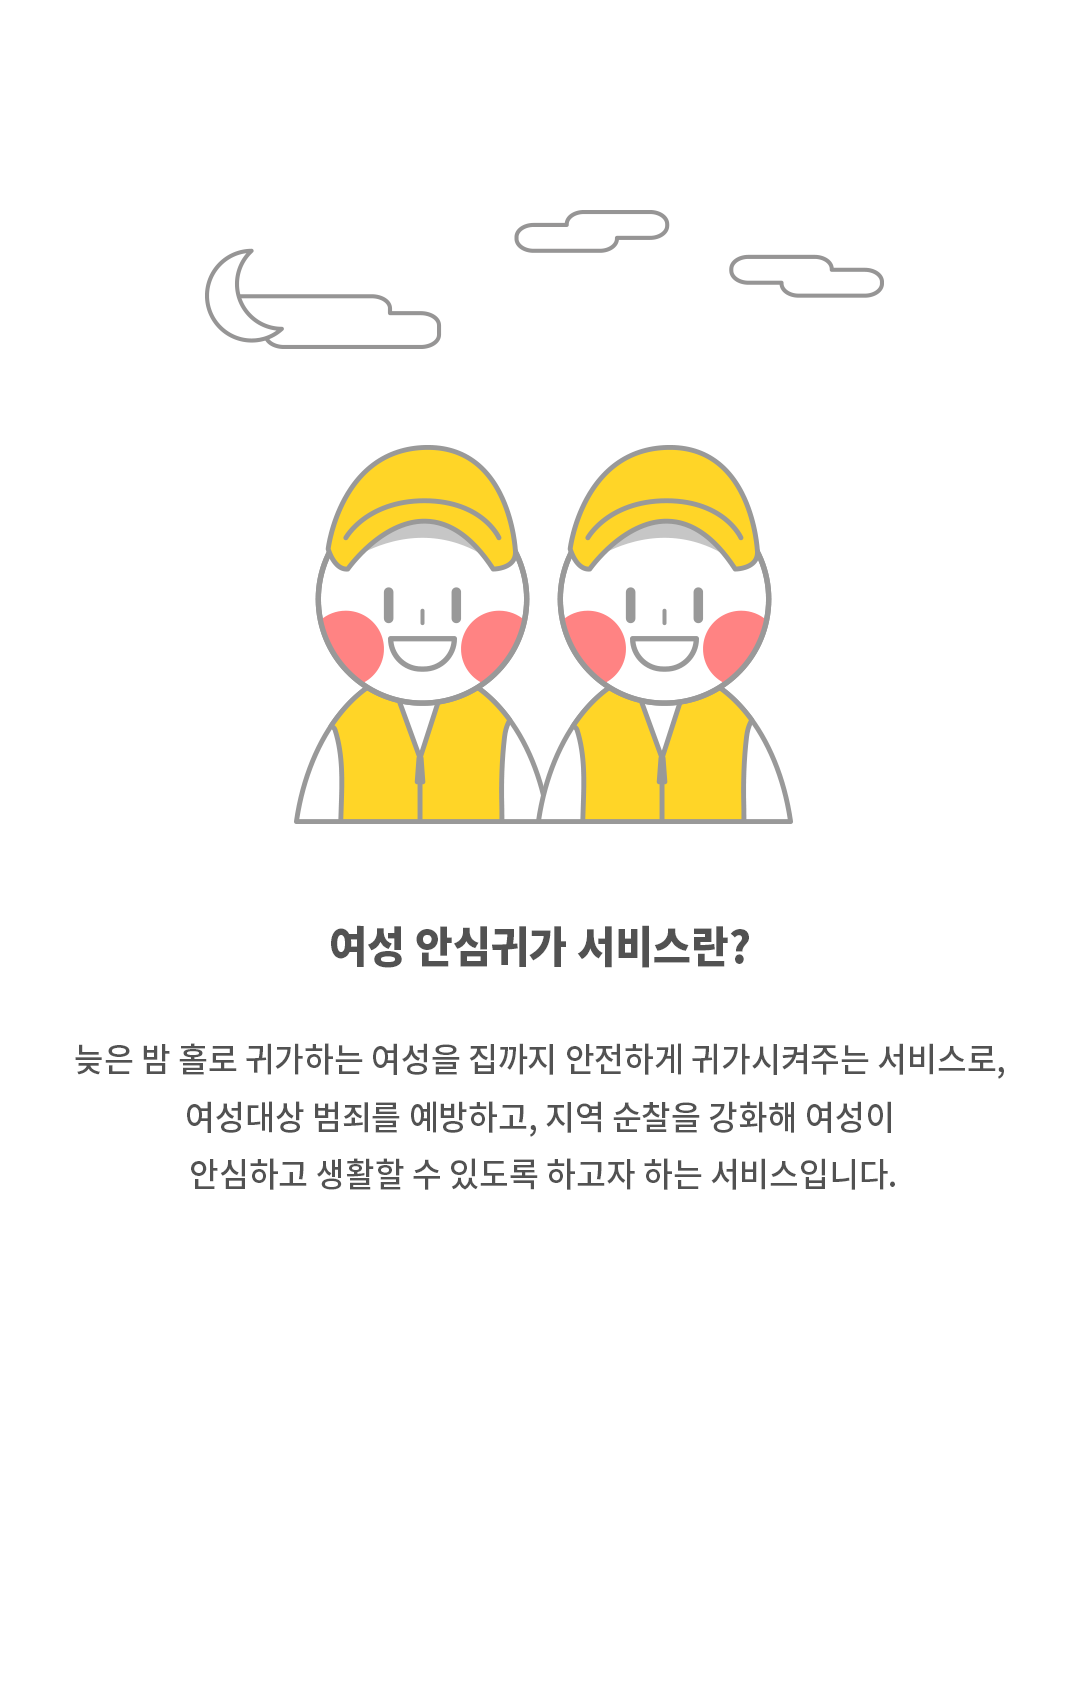 여성 안심귀가 서비스란?
늦은 밤 홀로 귀가하는 여성을 집까지 안전하게 귀가시켜주는 서비스로,
여성대상 범죄를 예방하고, 지역 순찰을 강화해 여성이
안심하고 생활할 수 있도록 하고자 하는 서비스입니다.